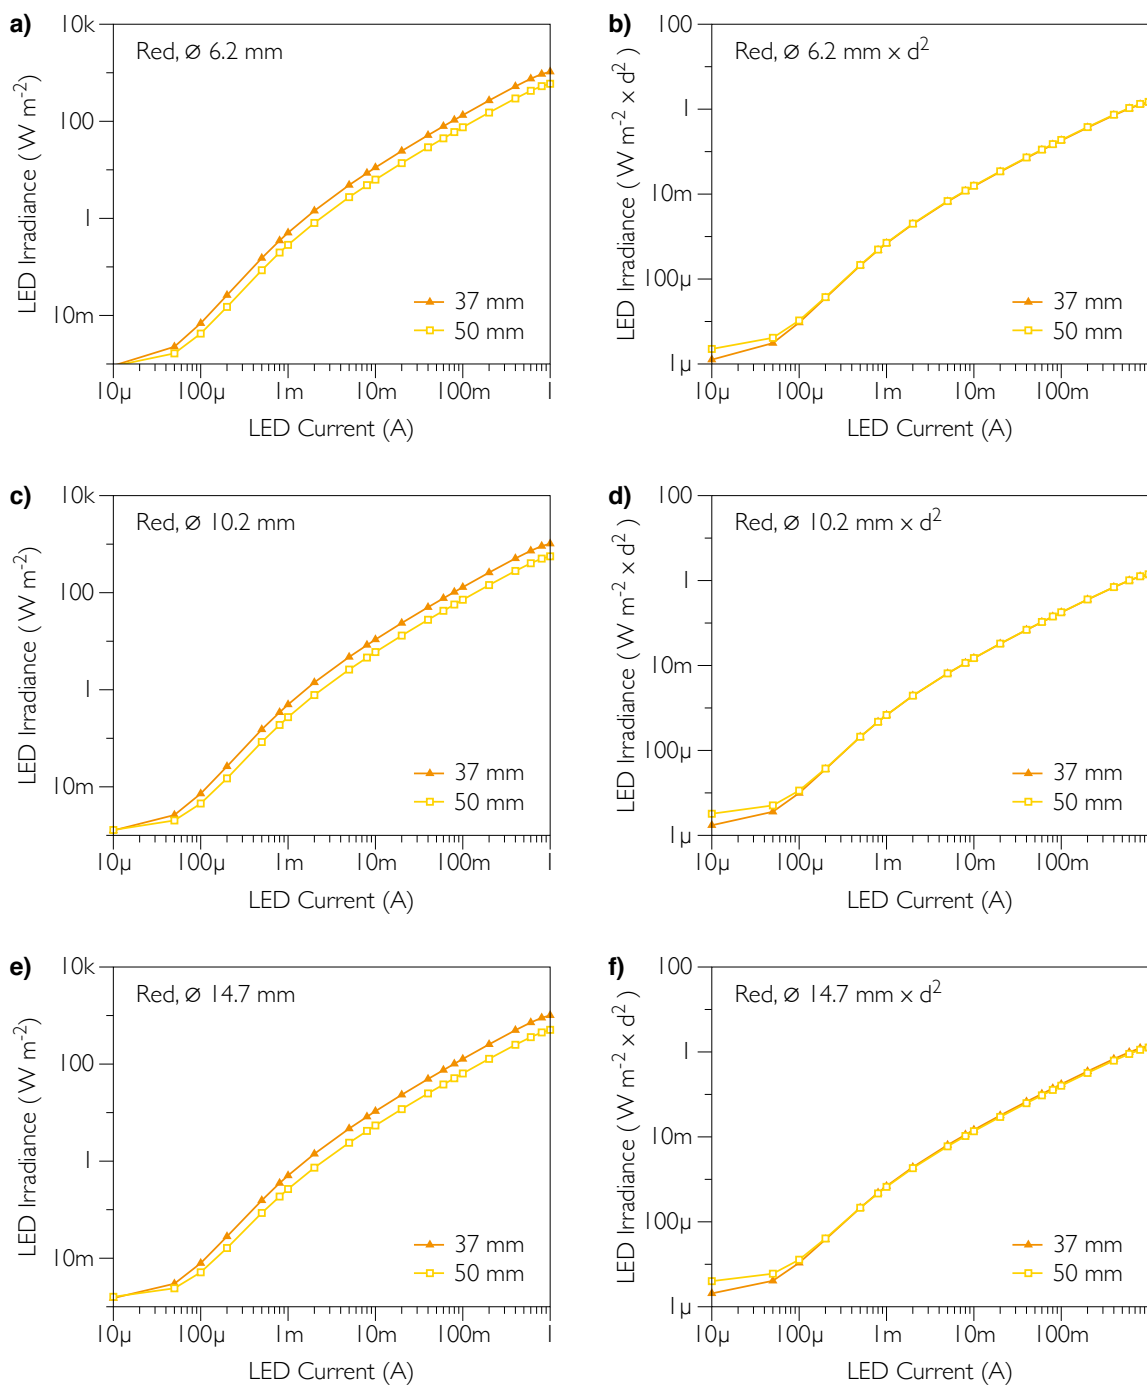 a)
Red, Ø 6.2 mm
LED Irradiance ( W m-2)
10k
100
1
10m
37 mm
50 mm
10µ 100µ 1m 10m 100m 1
LED Current (A)
b)
Red, Ø 6.2 mm x d2
LED Irradiance ( W m-2 x d2 )
100
1
10m
100µ
1µ
37 mm
50 mm
10µ 100µ 1m 10m 100m
LED Current (A)
c)
Red, Ø 10.2 mm
LED Irradiance ( W m-2)
10k
100
1
10m
37 mm
50 mm
10µ 100µ 1m 10m 100m 1
LED Current (A)
d)
Red, Ø 10.2 mm x d2
LED Irradiance ( W m-2 x d2 )
100
1
10m
100µ
1µ
37 mm
50 mm
10µ 100µ 1m 10m 100m
LED Current (A)
e)
Red, Ø 14.7 mm
LED Irradiance ( W m-2)
10k
100
1
10m
37 mm
50 mm
10µ 100µ 1m 10m 100m 1
LED Current (A)
f)
Red, Ø 14.7 mm x d2
LED Irradiance ( W m-2 x d2 )
100
1
10m
100µ
1µ
37 mm
50 mm
10µ 100µ 1m 10m 100m
LED Current (A)